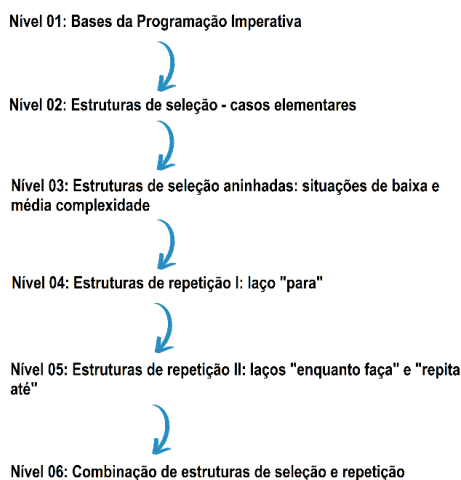 Nível 01: Bases da Programação Imperativa
Nível 02: Estruturas de seleção - casos elementares
Nível 03: Estruturas de seleção aninhadas: situações de baixa e
média complexidade
Nível 04: Estruturas de repetição I: laço "para"
Nível 05: Estruturas de repetição II: laços "enquanto faça" e "repita
até"
Nível 06: Combinação de estruturas de seleção e repetição